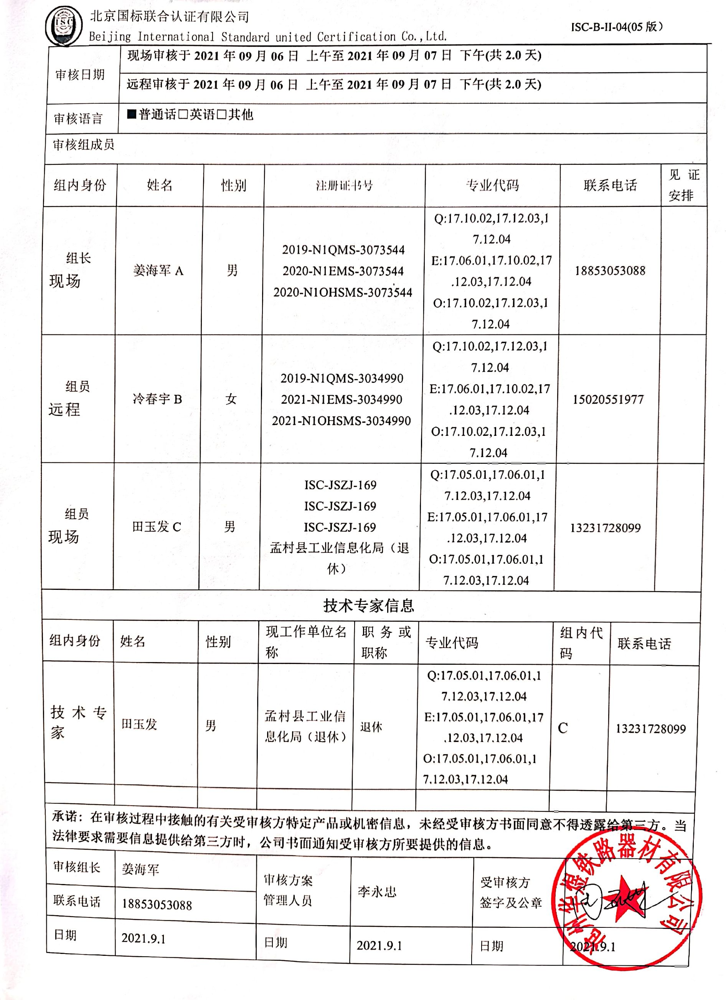 ISC
北京国标联合认证有限公司
Beijing International Standard united Certification Co.,Ltd.
ISC-B-II-04(05版)
审核日期
现场审核于 2021 年 09 月 06 日 上午至 2021 年 09 月 07 日 下午(共 2.0 天)
远程审核于 2021 年 09 月 06 日 上午至 2021 年 09 月 07 日 下午(共 2.0 天)
审核语言
■普通话□英语□其他
审核组成员
组内身份
姓名
性别
注册证书号
专业代码
联系电话
见 证
安排
组长
现场
姜海军 A
男
2019-N1QMS-3073544
2020-N1EMS-3073544
2020-N1OHSMS-3073544
Q:17.10.02,17.12.03,1
7.12.04
E:17.06.01,17.10.02,17
.12.03,17.12.04
O:17.10.02,17.12.03,1
7.12.04
18853053088
组员
远程
冷春宇 B
女
2019-N1QMS-3034990
2021-N1EMS-3034990
2021-N1OHSMS-3034990
Q:17.10.02,17.12.03,1
7.12.04
E:17.06.01,17.10.02,17
.12.03,17.12.04
O:17.10.02,17.12.03,1
7.12.04
15020551977
组员
现场
田玉发 C
男
ISC-JSZJ-169
ISC-JSZJ-169
ISC-JSZJ-169
孟村县工业信息化局（退
休）
Q:17.05.01,17.06.01,1
7.12.03,17.12.04
E:17.05.01,17.06.01,17
.12.03,17.12.04
O:17.05.01,17.06.01,1
7.12.03,17.12.04
13231728099
技术专家信息
组内身份
姓名
性别
现工作单位名
称
职 务 或
职称
专业代码
组内代
码
联系电话
技 术 专
家
田玉发
男
孟村县工业信
息化局（退休）
退休
Q:17.05.01,17.06.01,1
7.12.03,17.12.04
E:17.05.01,17.06.01,17
.12.03,17.12.04
O:17.05.01,17.06.01,1
7.12.03,17.12.04
C
13231728099
承诺：在审核过程中接触的有关受审核方特定产品或机密信息，未经受审核方书面同意不得透露给第三方。当
法律要求需要信息提供给第三方时，公司书面通知受审核方所要提供的信息。
审核组长
姜海军
联系电话
18853053088
日期
2021.9.1
审核方案
管理人员
李永忠
日期
2021.9.1
受审核方
签字及公章
沧州华煜铁路器材有限公司
日期
2021.9.1